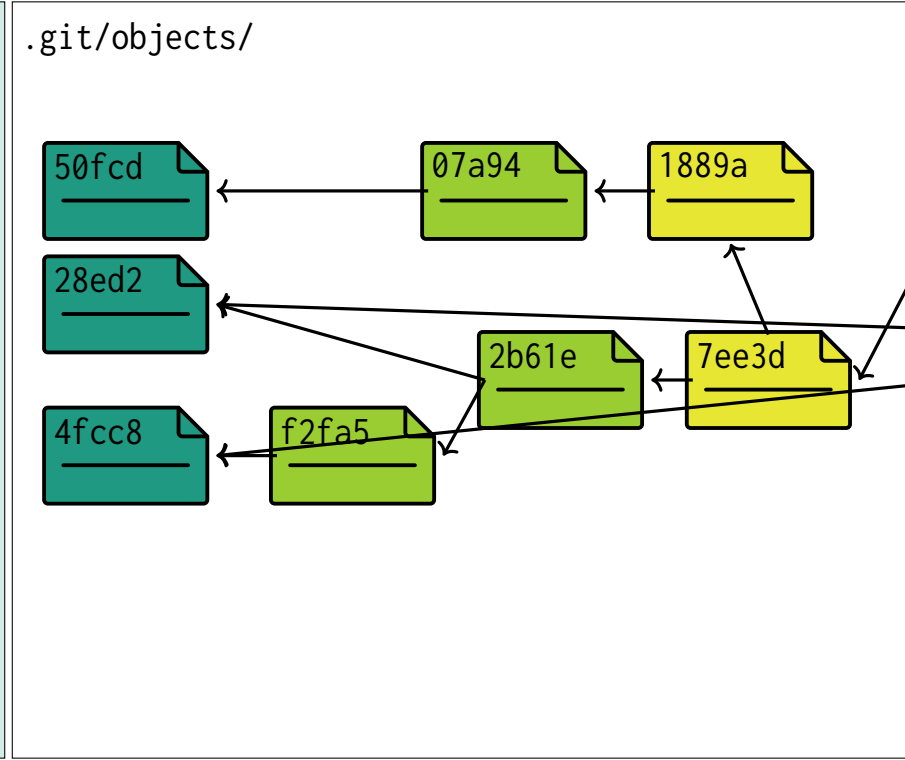 .git/objects/
50fcd
07a94
1889a
28ed2
2b61e
7ee3d
4fcc8
f2fa5